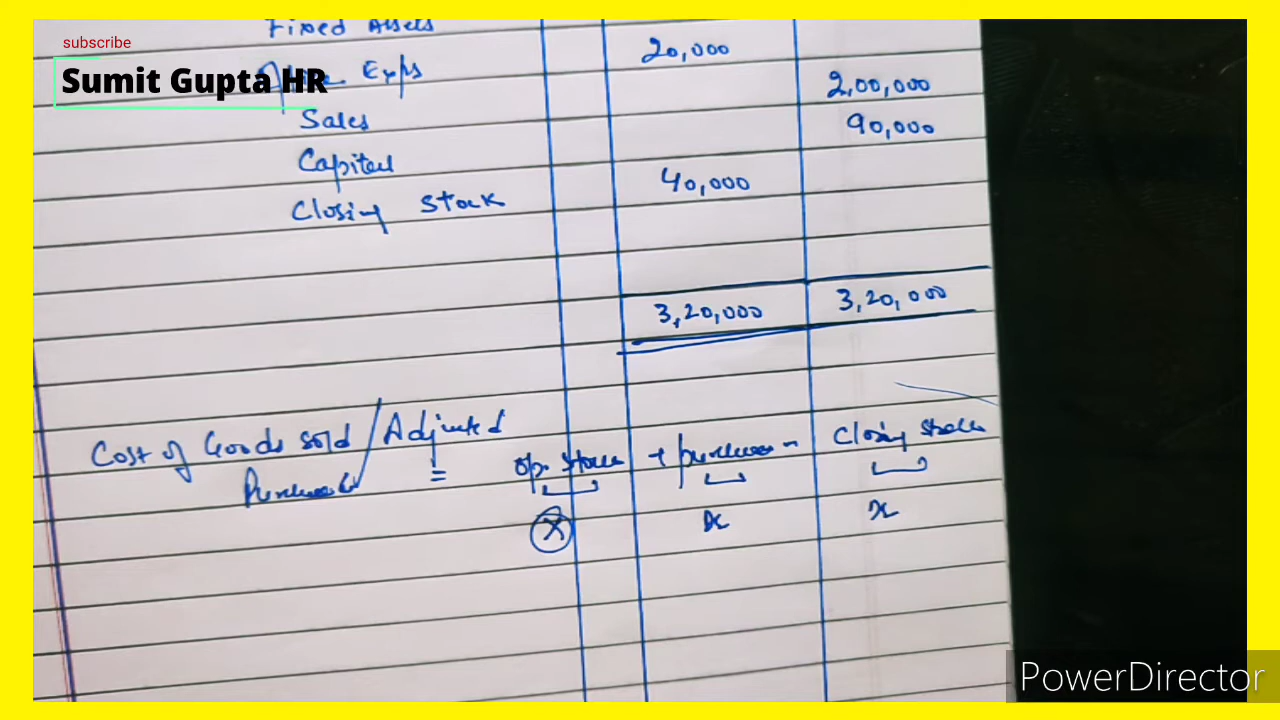 subscribe
Sumit Gupta HR
Fixed Assets
20,000
Exps
2,00,000
Sales
90,000
Capital
40,000
Closing Stock
3,20,000 3,20,000
Cost of Goods sold / Adjusted Purchases = op. Stock + purchases - Closing Stock
x x x
PowerDirector